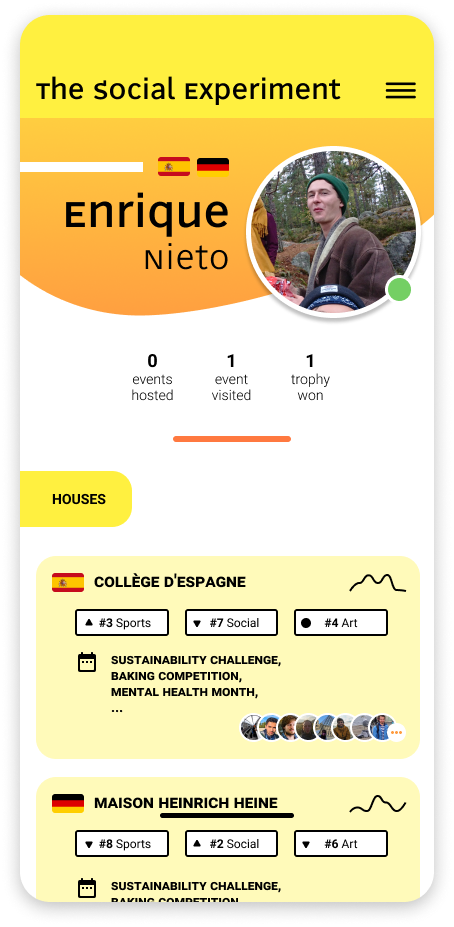 The Social Experiment
Enrique
Nieto
0
events
hosted
1
event
visited
1
trophy
won
HOUSES
COLLÈGE D'ESPAGNE
#3 Sports
#7 Social
#4 Art
SUSTAINABILITY CHALLENGE,
BAKING COMPETITION,
MENTAL HEALTH MONTH,
...
MAISON HEINRICH HEINE
#8 Sports
#2 Social
#6 Art
SUSTAINABILITY CHALLENGE,
BAKING COMPETITION,